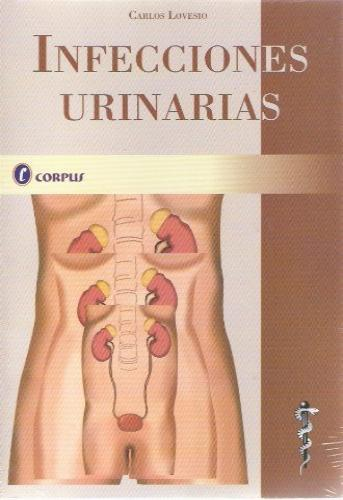 CARLOS LOVESIO
INFECCIONES
URINARIAS
CORPUS